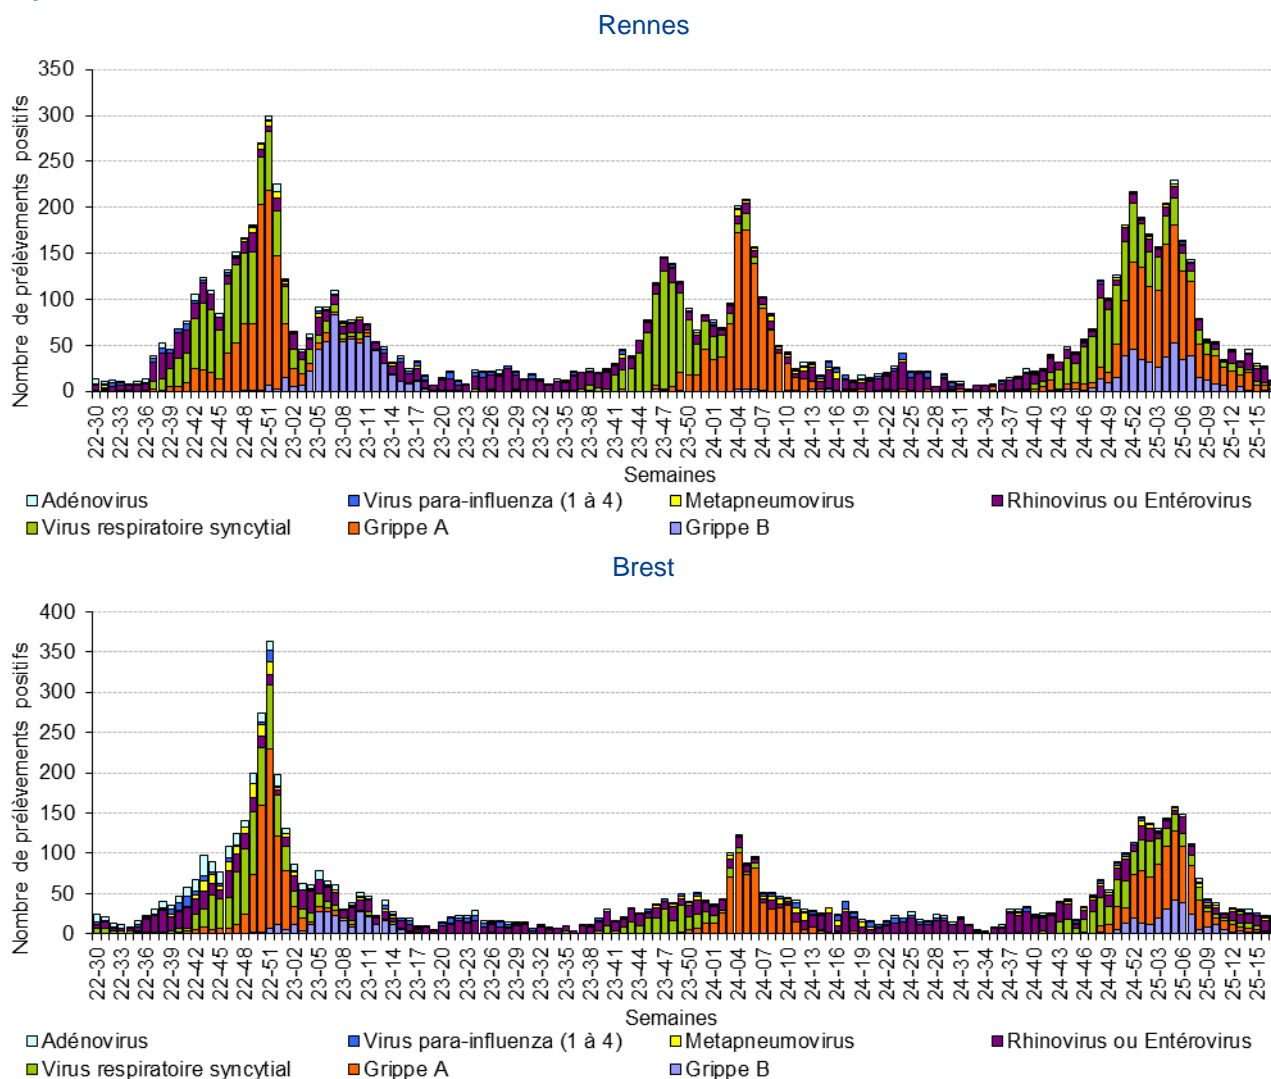 Rennes
Nombre de prélèvements positifs
350
300
250
200
150
100
50
0
22-30 22-33 22-36 22-39 22-42 22-45 22-48 22-51 23-02 23-05 23-08 23-11 23-14 23-17 23-20 23-23 23-26 23-29 23-32 23-35 23-38 23-41 23-44 23-47 23-50 24-01 24-04 24-07 24-10 24-13 24-16 24-19 24-22 24-25 24-28 24-31 24-34 24-37 24-40 24-43 24-46 24-49 24-52 25-03 25-06 25-09 25-12 25-15
Semaines
Adénovirus Virus para-influenza (1 à 4) Metapneumovirus Rhinovirus ou Entérovirus
Virus respiratoire syncytial Grippe A Grippe B
Brest
Nombre de prélèvements positifs
400
350
300
250
200
150
100
50
0
22-30 22-33 22-36 22-39 22-42 22-45 22-48 22-51 23-02 23-05 23-08 23-11 23-14 23-17 23-20 23-23 23-26 23-29 23-32 23-35 23-38 23-41 23-44 23-47 23-50 24-01 24-04 24-07 24-10 24-13 24-16 24-19 24-22 24-25 24-28 24-31 24-34 24-37 24-40 24-43 24-46 24-49 24-52 25-03 25-06 25-09 25-12 25-15
Semaines
Adénovirus Virus para-influenza (1 à 4) Metapneumovirus Rhinovirus ou Entérovirus
Virus respiratoire syncytial Grippe A Grippe B